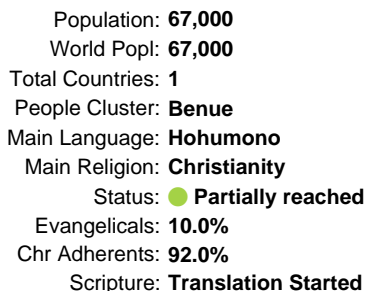 Population: 67,000
World Popl: 67,000
Total Countries: 1
People Cluster: Benue
Main Language: Hohumono
Main Religion: Christianity
Status: Partially reached
Evangelicals: 10.0%
Chr Adherents: 92.0%
Scripture: Translation Started